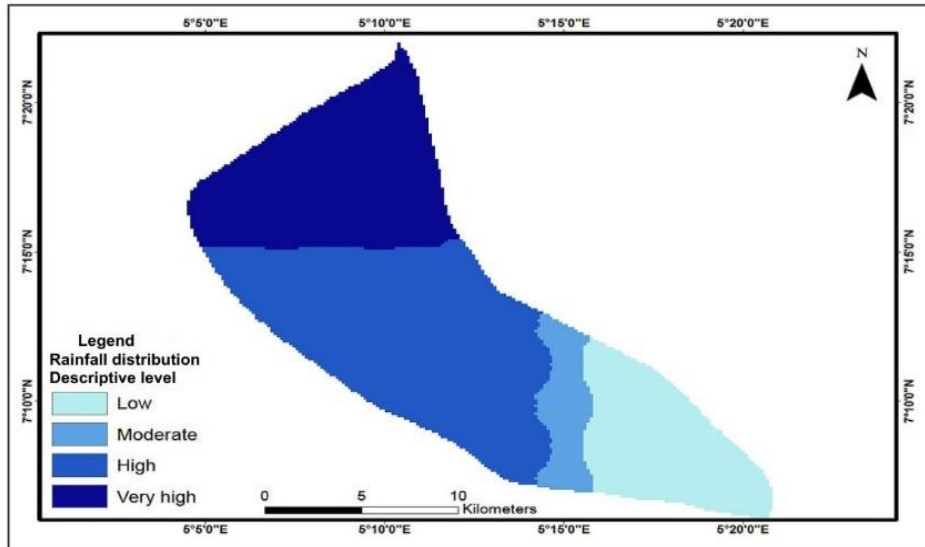 5°5'0"E 5°10'0"E 5°15'0"E 5°20'0"E
N
7°20'0"N 7°20'0"N
7°15'0"N 7°15'0"N
7°10'0"N 7°10'0"N
Legend
Rainfall distribution
Descriptive level
Low
Moderate
High
Very high
0 5 10
Kilometers
5°5'0"E 5°10'0"E 5°15'0"E 5°20'0"E